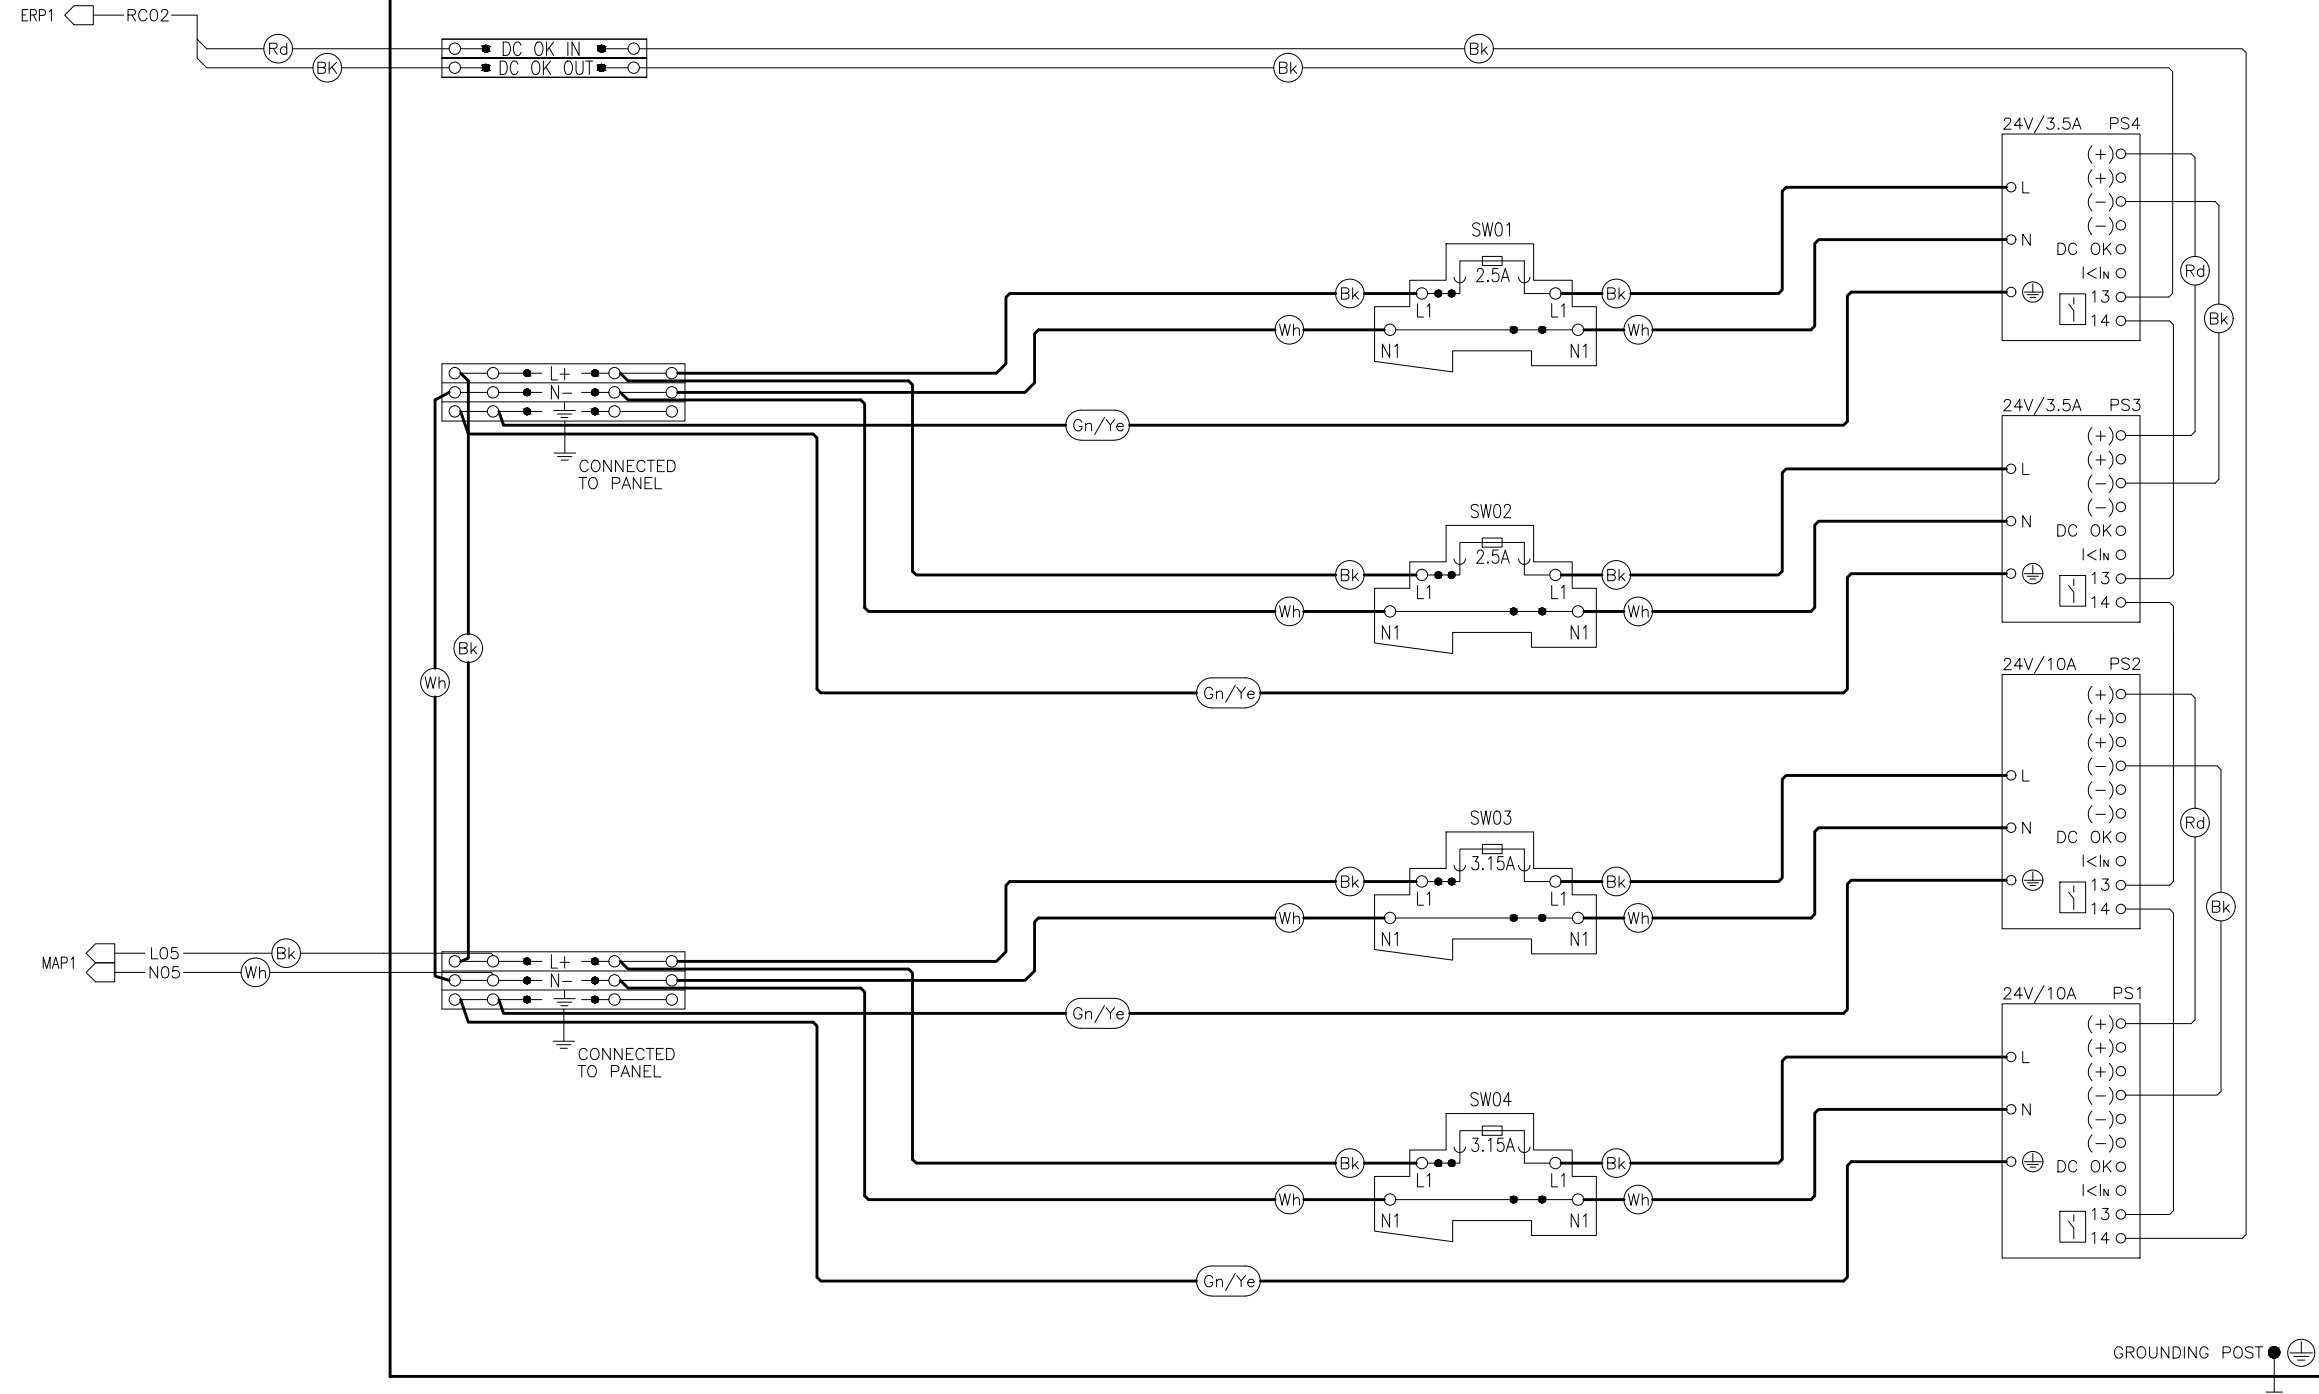 ERP1 RC02
Rd DC OK IN Bk
BK DC OK OUT Bk
24V/3.5A PS4
(+)
L (+)
(-)
(-)
SW01
N DC OK
2.5A I<IN Rd
Bk L1 L1 Bk 13
Wh N1 N1 Wh 14 Bk
L+
N-
24V/3.5A PS3
Gn/Ye (+)
CONNECTED
TO PANEL
L (+)
(-)
(-)
SW02
N DC OK
2.5A I<IN
Bk L1 L1 Bk 13
Wh N1 N1 Wh 14
Bk
Wh
24V/10A PS2
Gn/Ye (+)
(+)
(+)
L (-)
(-)
SW03 (-) Rd
N DC OK
3.15A I<IN
Bk L1 L1 Bk 13
Wh N1 N1 Wh 14 Bk
MAP1
L05 Bk
N05 Wh
L+
N-
24V/10A PS1
Gn/Ye (+)
CONNECTED
TO PANEL
L (+)
(+)
(-)
SW04
N (-)
3.15A (-)
Bk L1 L1 Bk DC OK
I<IN
Wh N1 N1 Wh 13
14
Gn/Ye
GROUNDING POST